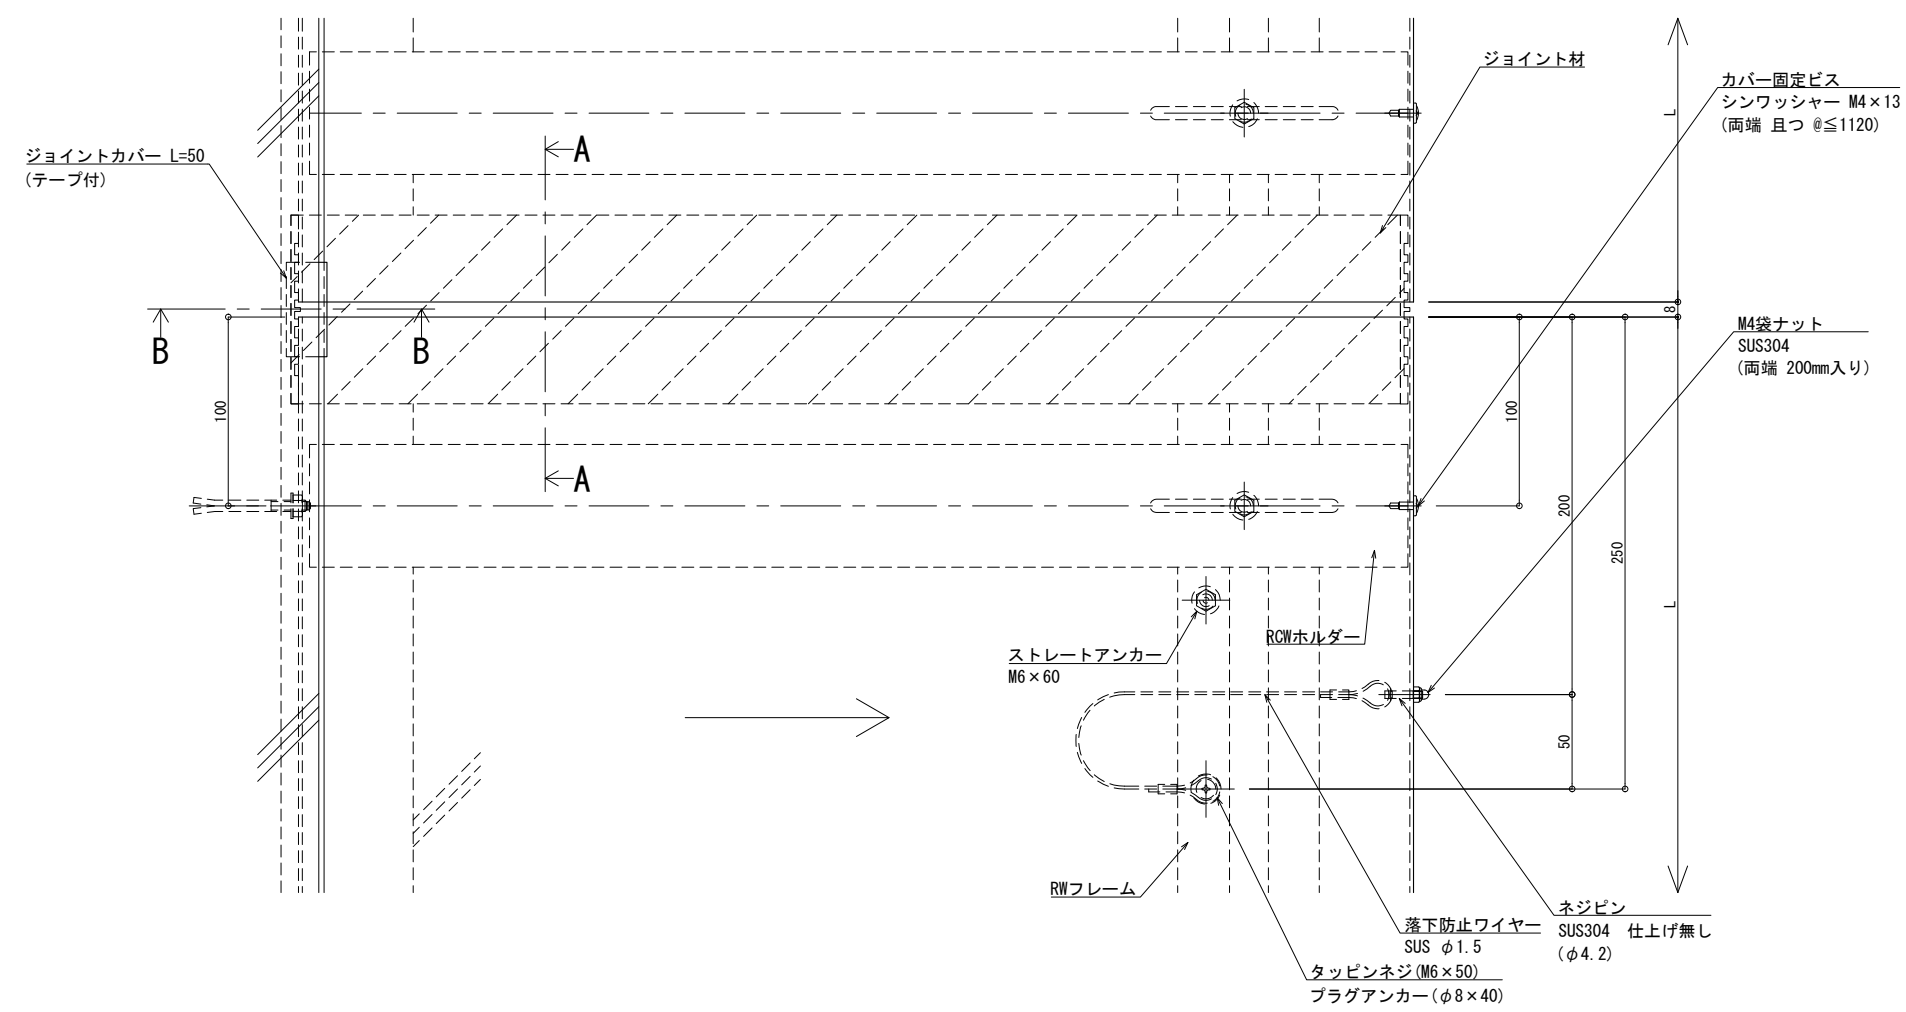 ジョイント材
カバー固定ビス
シンワッシャー M4×13
(両端 且つ @≦1120)
L
ジョイントカバー L=50
(テープ付)
A
B
B
8
M4袋ナット
SUS304
(両端 200mm入り)
100
100
A
200
250
RCWホルダー
ストレートアンカー
M6×60
L
50
RWフレーム
落下防止ワイヤー
SUS φ1.5
ネジピン
SUS304 仕上げ無し
(φ4.2)
タッピンネジ(M6×50)
プラグアンカー(φ8×40)